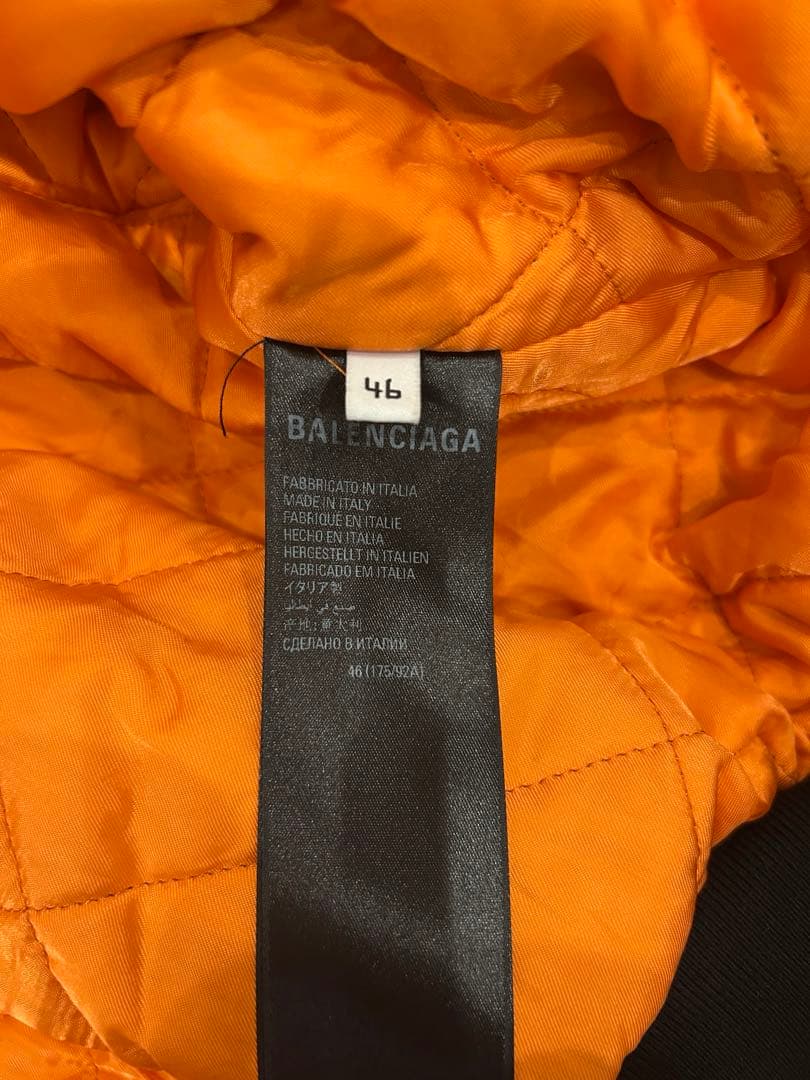 46
BALENCIAGA
FABBRICATO IN ITALIA
MADE IN ITALY
FABRIQUE EN ITALIE
HECHO EN ITALIA
HERGESTELLT IN ITALIEN
FABRICADO EM ITALIA
イタリア製
صنع في ايطاليا
产地：意大利
СДЕЛАНО В ИТАЛИИ
46 (175/92A)